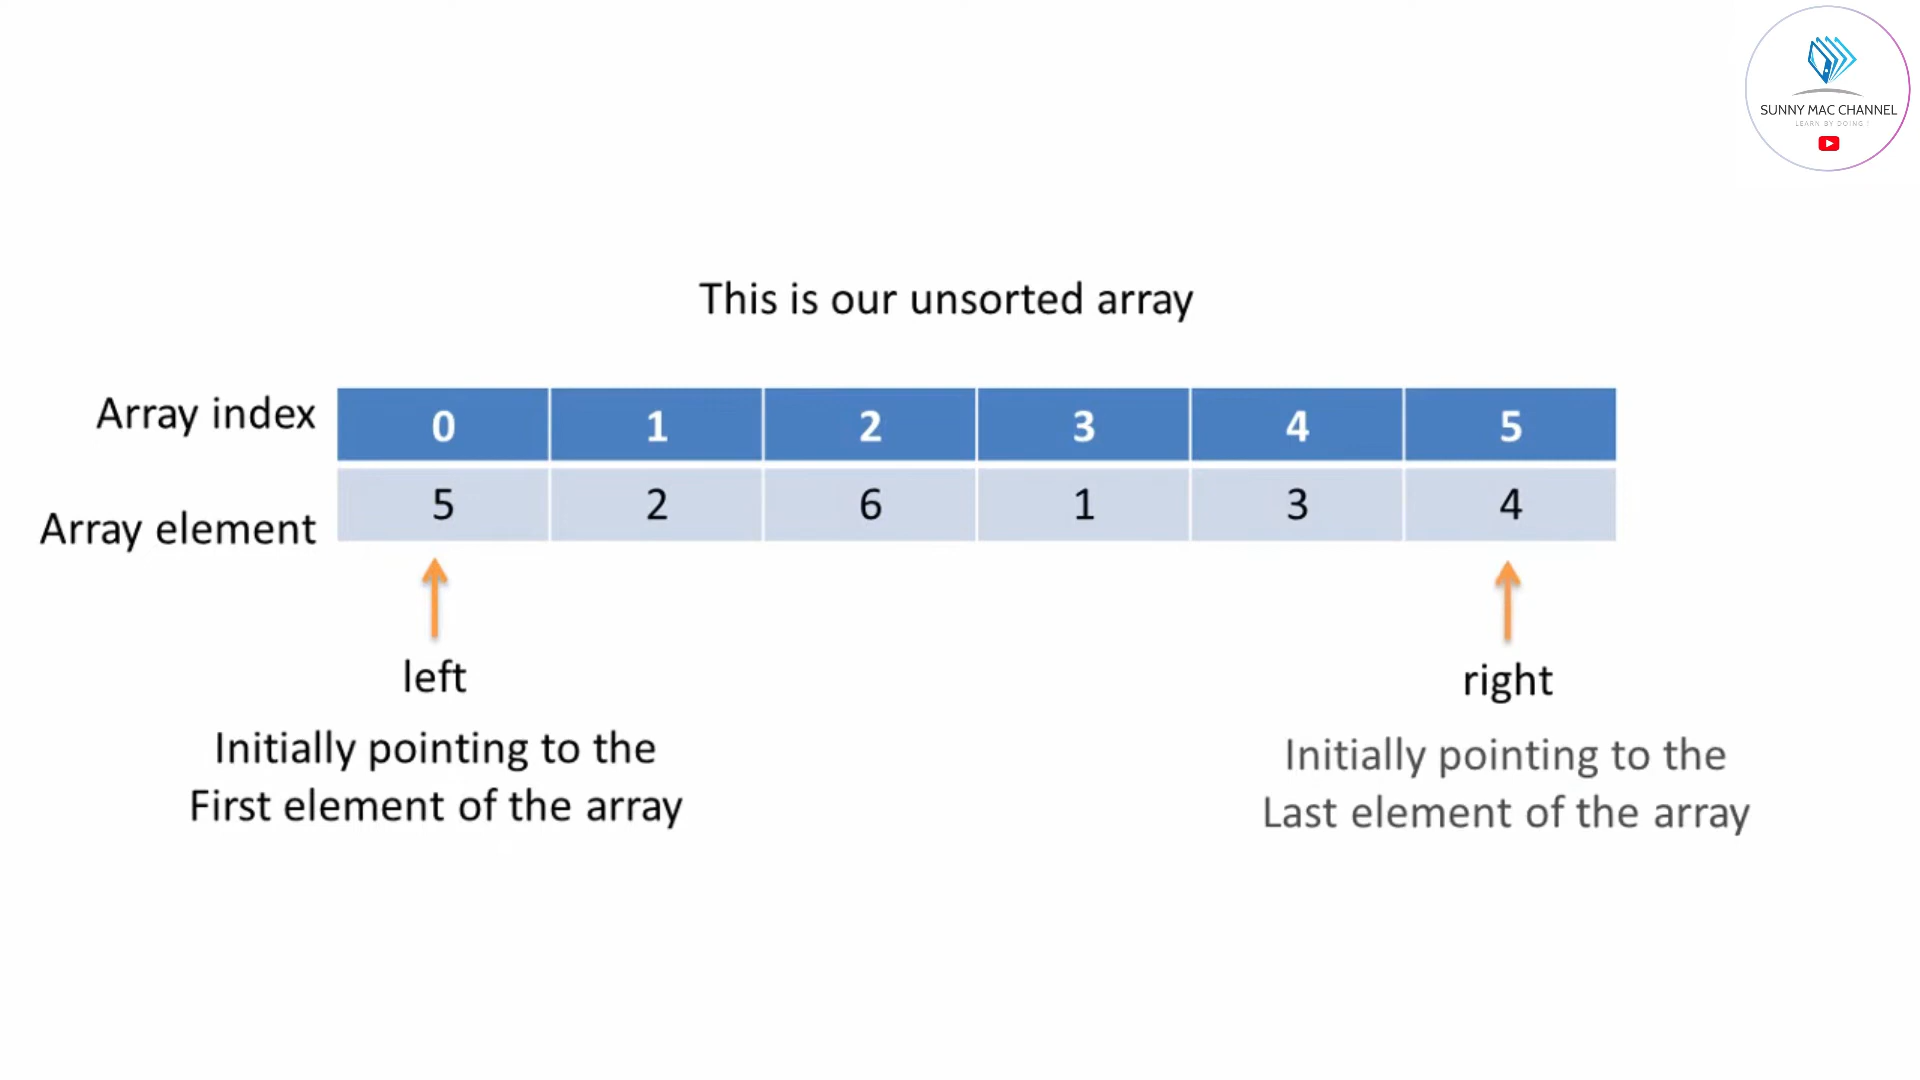 SUNNY MAC CHANNEL
LEARN BY DOING !
This is our unsorted array
Array index 0 1 2 3 4 5
Array element 5 2 6 1 3 4
left
right
Initially pointing to the
First element of the array
Initially pointing to the
Last element of the array